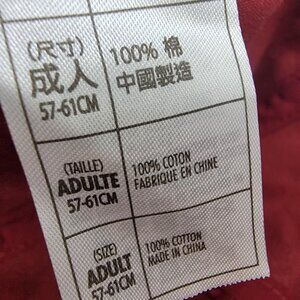 (尺寸)
成人
57-61CM
100% 棉
中國製造
(TAILLE)
ADULTE
57-61CM
100% COTON
FABRIQUE EN CHINE
(SIZE)
ADULT
57-61CM
100% COTTON
MADE IN CHINA